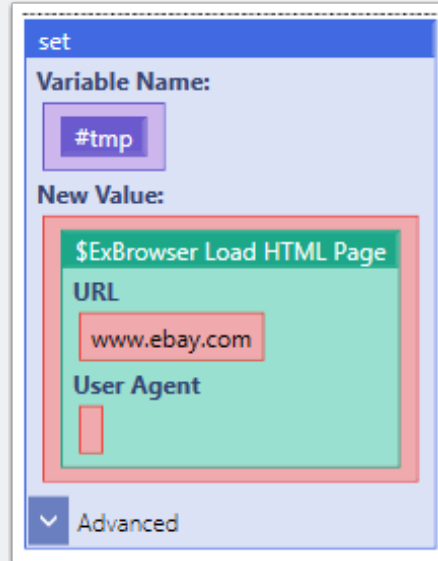 set
Variable Name:
#tmp
New Value:
$ExBrowser Load HTML Page
URL
www.ebay.com
User Agent
Advanced